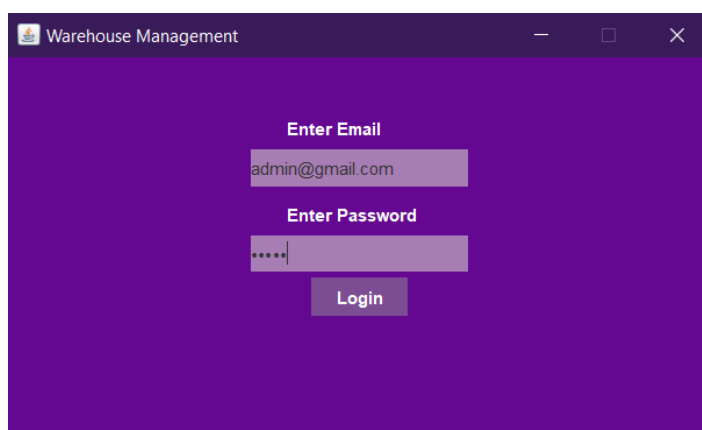 Warehouse Management
Enter Email
admin@gmail.com
Enter Password
•••••
Login